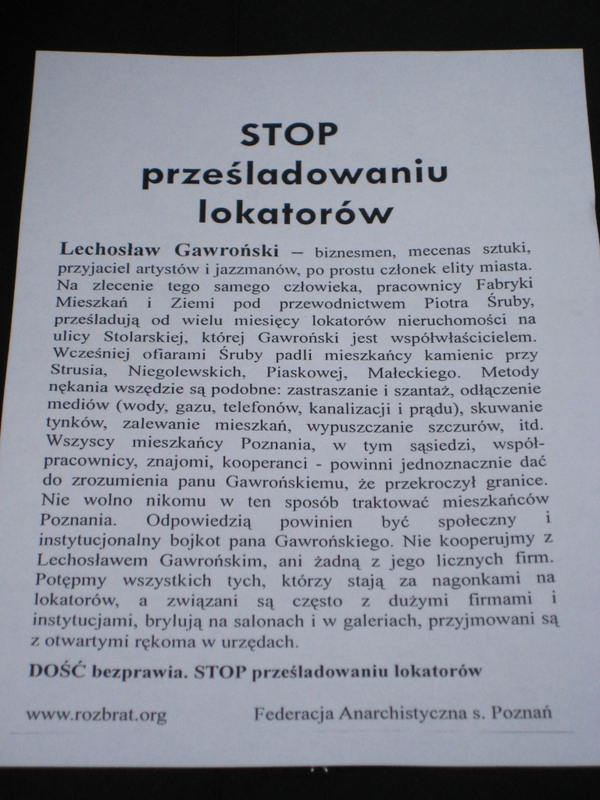 STOP
prześladowaniu
lokatorów
Lechosław Gawroński – biznesmen, mecenas sztuki,
przyjaciel artystów i jazzmanów, po prostu członek elity miasta.
Na zlecenie tego samego człowieka, pracownicy Fabryki
Mieszkań i Ziemi pod przewodnictwem Piotra Śruby,
prześladują od wielu miesięcy lokatorów nieruchomości na
ulicy Stolarskiej, której Gawroński jest współwłaścicielem.
Wcześniej ofiarami Śruby padli mieszkańcy kamienic przy
Strusia, Niegolewskich, Piaskowej, Małeckiego. Metody
nękania wszędzie są podobne: zastraszanie i szantaż, odłączenie
mediów (wody, gazu, telefonów, kanalizacji i prądu), skuwanie
tynków, zalewanie mieszkań, wypuszczanie szczurów, itd.
Wszyscy mieszkańcy Poznania, w tym sąsiedzi, współ-
pracownicy, znajomi, kooperanci - powinni jednoznacznie dać
do zrozumienia panu Gawrońskiemu, że przekroczył granice.
Nie wolno nikomu w ten sposób traktować mieszkańców
Poznania. Odpowiedzią powinien być społeczny i
instytucjonalny bojkot pana Gawrońskiego. Nie kooperujmy z
Lechosławem Gawrońskim, ani żadną z jego licznych firm.
Potępmy wszystkich tych, którzy stają za nagonkami na
lokatorów, a związani są często z dużymi firmami i
instytucjami, brylują na salonach i w galeriach, przyjmowani są
z otwartymi rękoma w urzędach.
DOŚĆ bezprawia. STOP prześladowaniu lokatorów
www.rozbrat.org Federacja Anarchistyczna s. Poznań